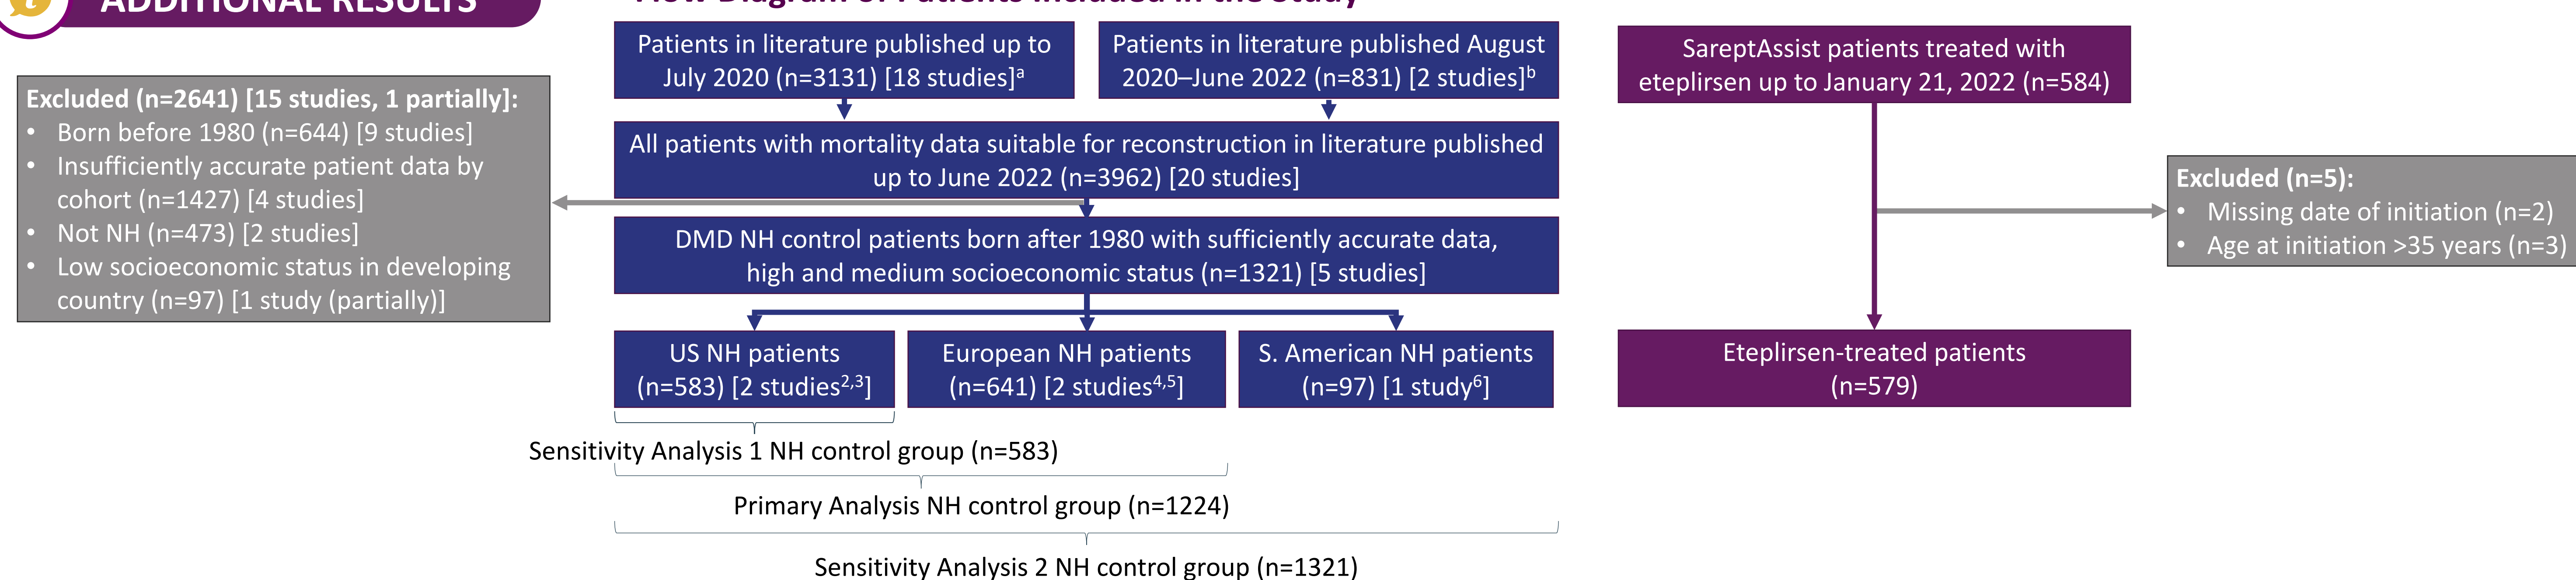 ADDITIONAL RESULTS
Flow Diagram of Patients Included in the Study
Excluded (n=2641) [15 studies, 1 partially]:
• Born before 1980 (n=644) [9 studies]
• Insufficiently accurate patient data by
cohort (n=1427) [4 studies]
• Not NH (n=473) [2 studies]
• Low socioeconomic status in developing
country (n=97) [1 study (partially)]
Patients in literature published up to
July 2020 (n=3131) [18 studies]a
Patients in literature published August
2020–June 2022 (n=831) [2 studies]b
All patients with mortality data suitable for reconstruction in literature published
up to June 2022 (n=3962) [20 studies]
DMD NH control patients born after 1980 with sufficiently accurate data,
high and medium socioeconomic status (n=1321) [5 studies]
US NH patients
(n=583) [2 studies2,3]
European NH patients
(n=641) [2 studies4,5]
S. American NH patients
(n=97) [1 study6]
Sensitivity Analysis 1 NH control group (n=583)
Primary Analysis NH control group (n=1224)
Sensitivity Analysis 2 NH control group (n=1321)
SareptAssist patients treated with
eteplirsen up to January 21, 2022 (n=584)
Excluded (n=5):
• Missing date of initiation (n=2)
• Age at initiation >35 years (n=3)
Eteplirsen-treated patients
(n=579)